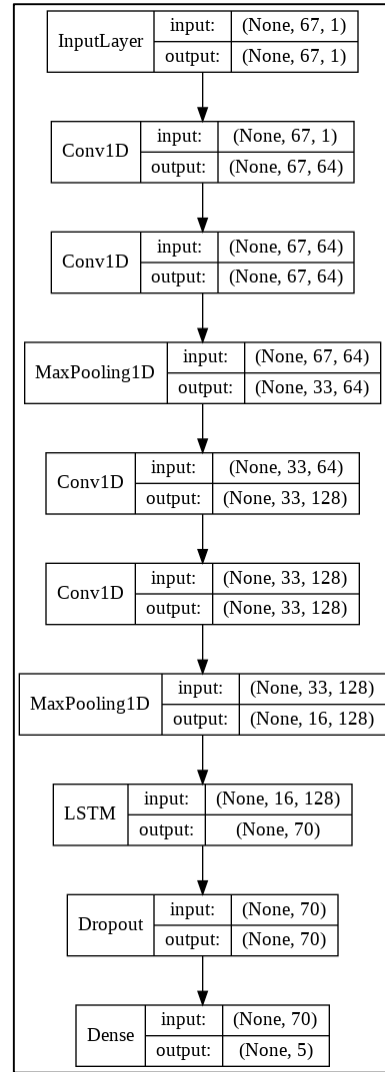 InputLayer
input: (None, 67, 1)
output: (None, 67, 1)
Conv1D
input: (None, 67, 1)
output: (None, 67, 64)
Conv1D
input: (None, 67, 64)
output: (None, 67, 64)
MaxPooling1D
input: (None, 67, 64)
output: (None, 33, 64)
Conv1D
input: (None, 33, 64)
output: (None, 33, 128)
Conv1D
input: (None, 33, 128)
output: (None, 33, 128)
MaxPooling1D
input: (None, 33, 128)
output: (None, 16, 128)
LSTM
input: (None, 16, 128)
output: (None, 70)
Dropout
input: (None, 70)
output: (None, 70)
Dense
input: (None, 70)
output: (None, 5)